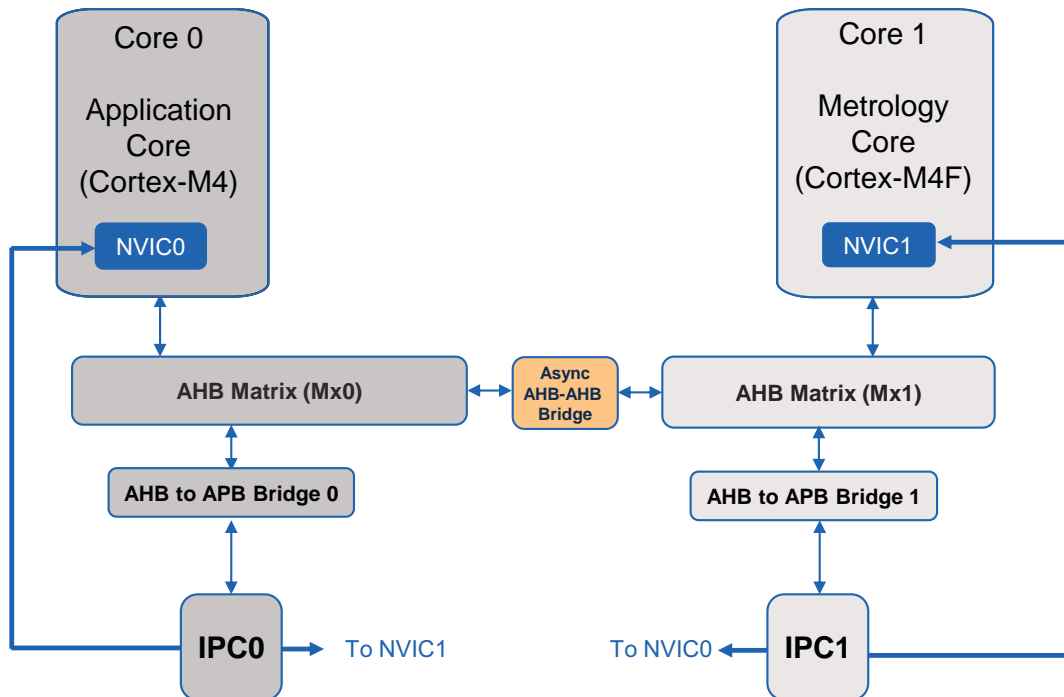 Core 0
Application
Core
(Cortex-M4)
NVIC0
Core 1
Metrology
Core
(Cortex-M4F)
NVIC1
AHB Matrix (Mx0)
Async
AHB-AHB
Bridge
AHB Matrix (Mx1)
AHB to APB Bridge 0
AHB to APB Bridge 1
IPC0
To NVIC1
To NVIC0
IPC1